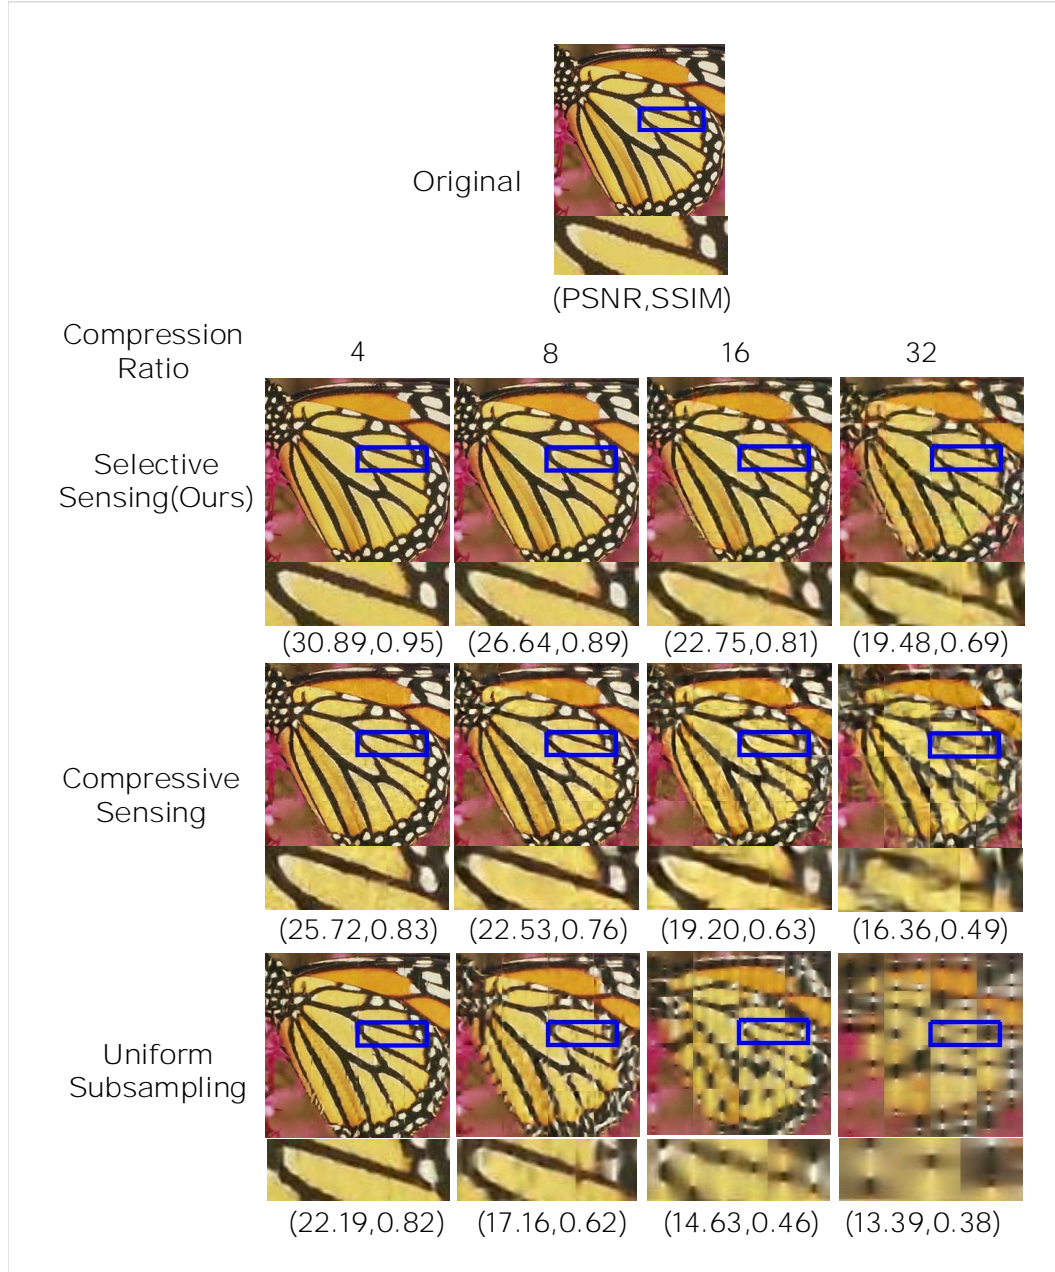 Original
(PSNR,SSIM)
Compression
Ratio
4 8 16 32
Selective
Sensing(Ours)
(30.89,0.95) (26.64,0.89) (22.75,0.81) (19.48,0.69)
Compressive
Sensing
(25.72,0.83) (22.53,0.76) (19.20,0.63) (16.36,0.49)
Uniform
Subsampling
(22.19,0.82) (17.16,0.62) (14.63,0.46) (13.39,0.38)